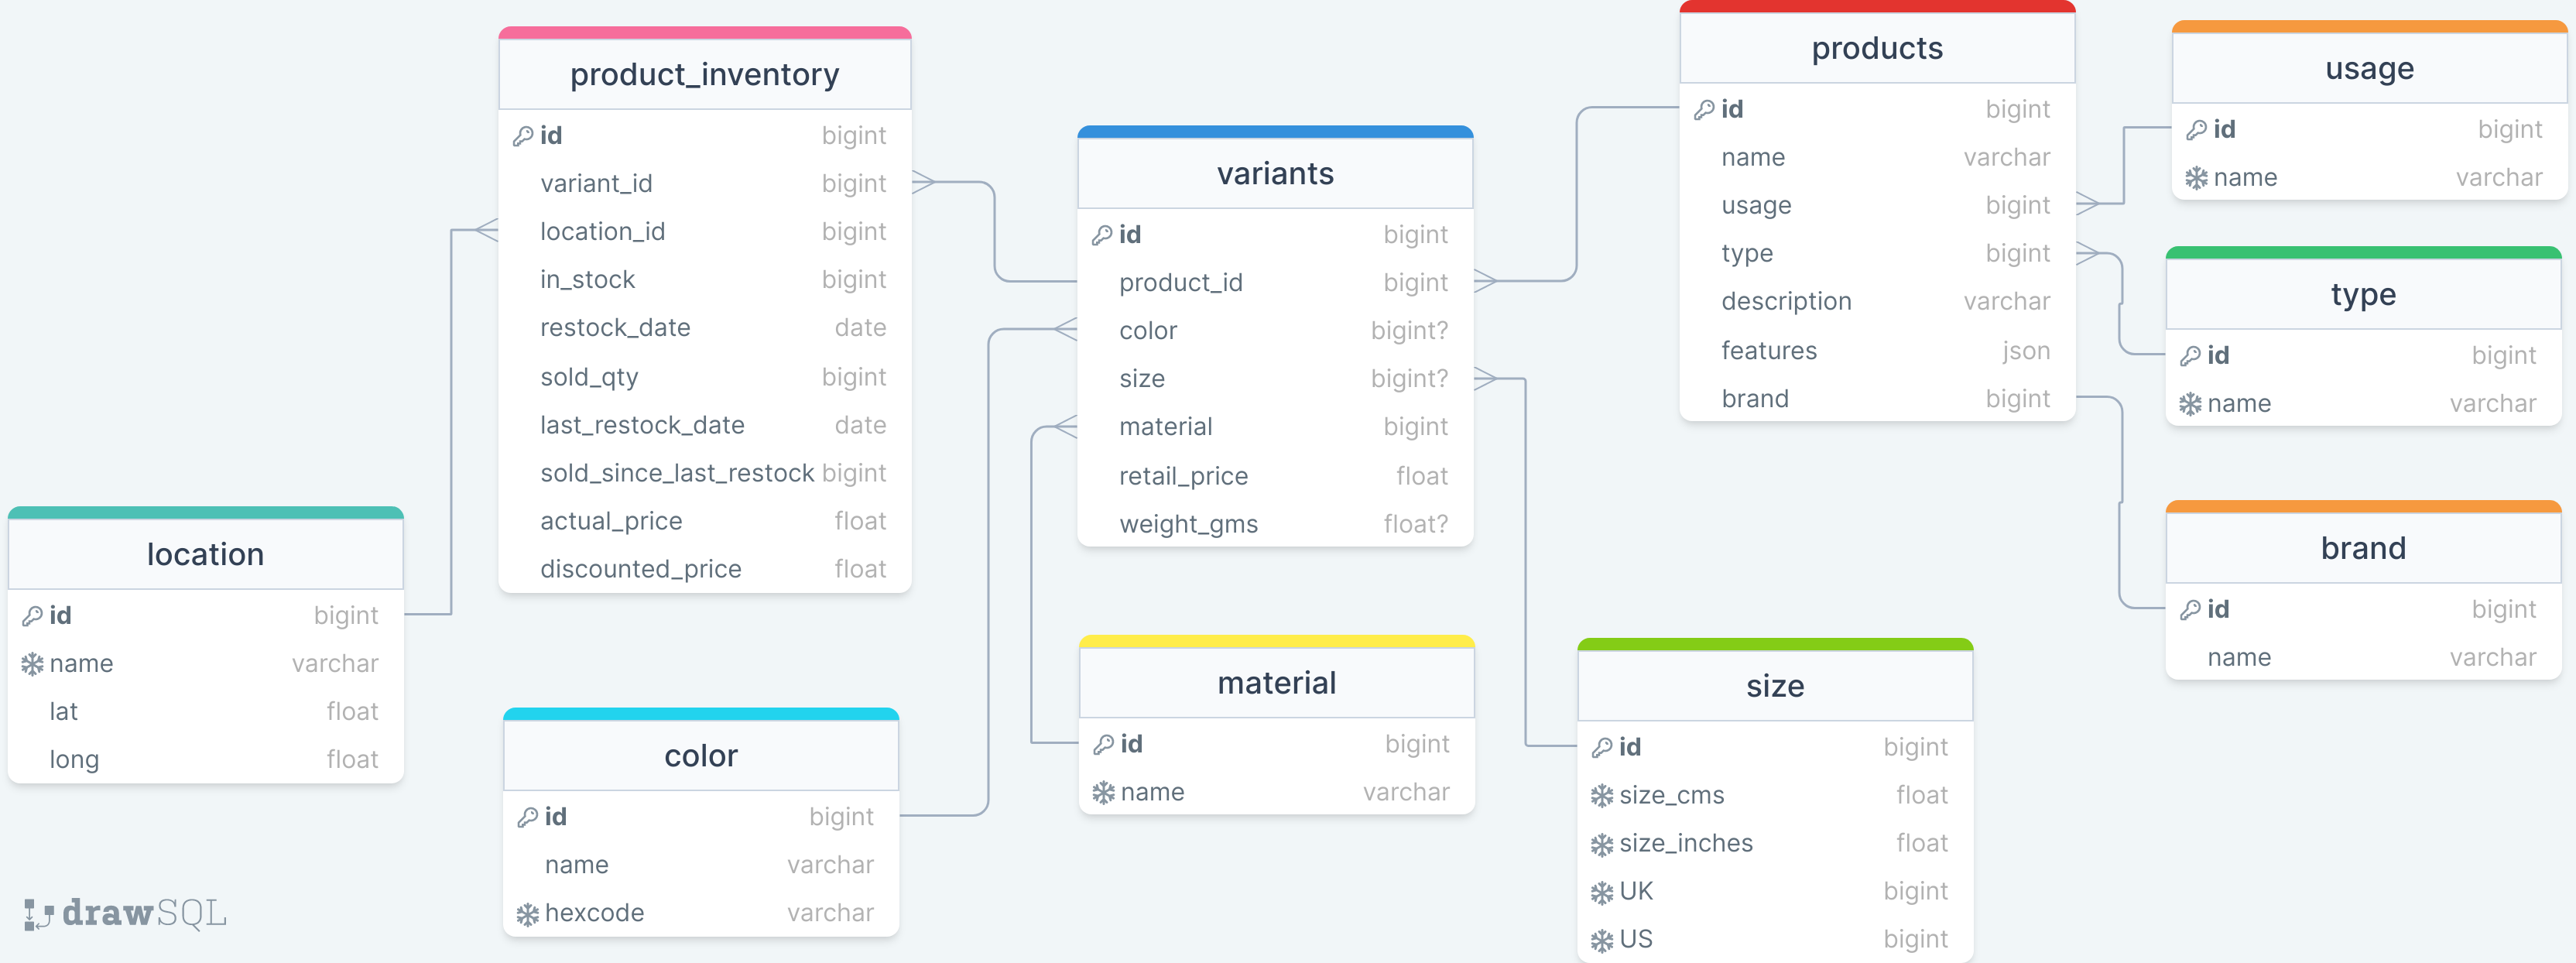 product_inventory
id bigint
variant_id bigint
location_id bigint
in_stock bigint
restock_date date
sold_qty bigint
last_restock_date date
sold_since_last_restock bigint
actual_price float
discounted_price float
variants
id bigint
product_id bigint
color bigint?
size bigint?
material bigint
retail_price float
weight_gms float?
products
id bigint
name varchar
usage bigint
type bigint
description varchar
features json
brand bigint
usage
id bigint
name varchar
type
id bigint
name varchar
brand
id bigint
name varchar
location
id bigint
name varchar
lat float
long float
color
id bigint
name varchar
hexcode varchar
material
id bigint
name varchar
size
id bigint
size_cms float
size_inches float
UK bigint
US bigint
drawSQL